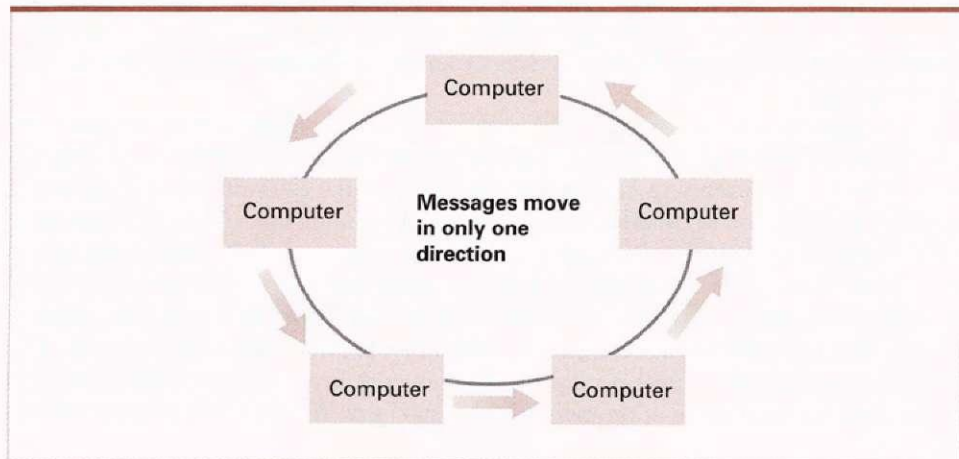 Computer
Computer
Messages move
in only one
direction
Computer
Computer
Computer